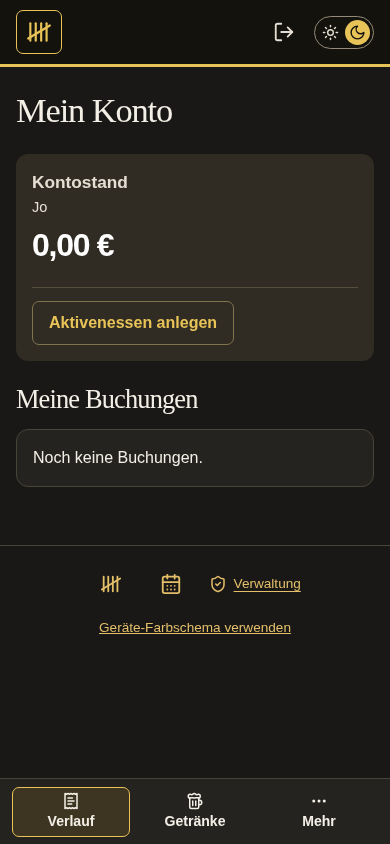 Mein Konto
Kontostand
Jo
0,00 €
Aktivenessen anlegen
Meine Buchungen
Noch keine Buchungen.
Verwaltung
Geräte-Farbschema verwenden
Verlauf
Getränke
Mehr